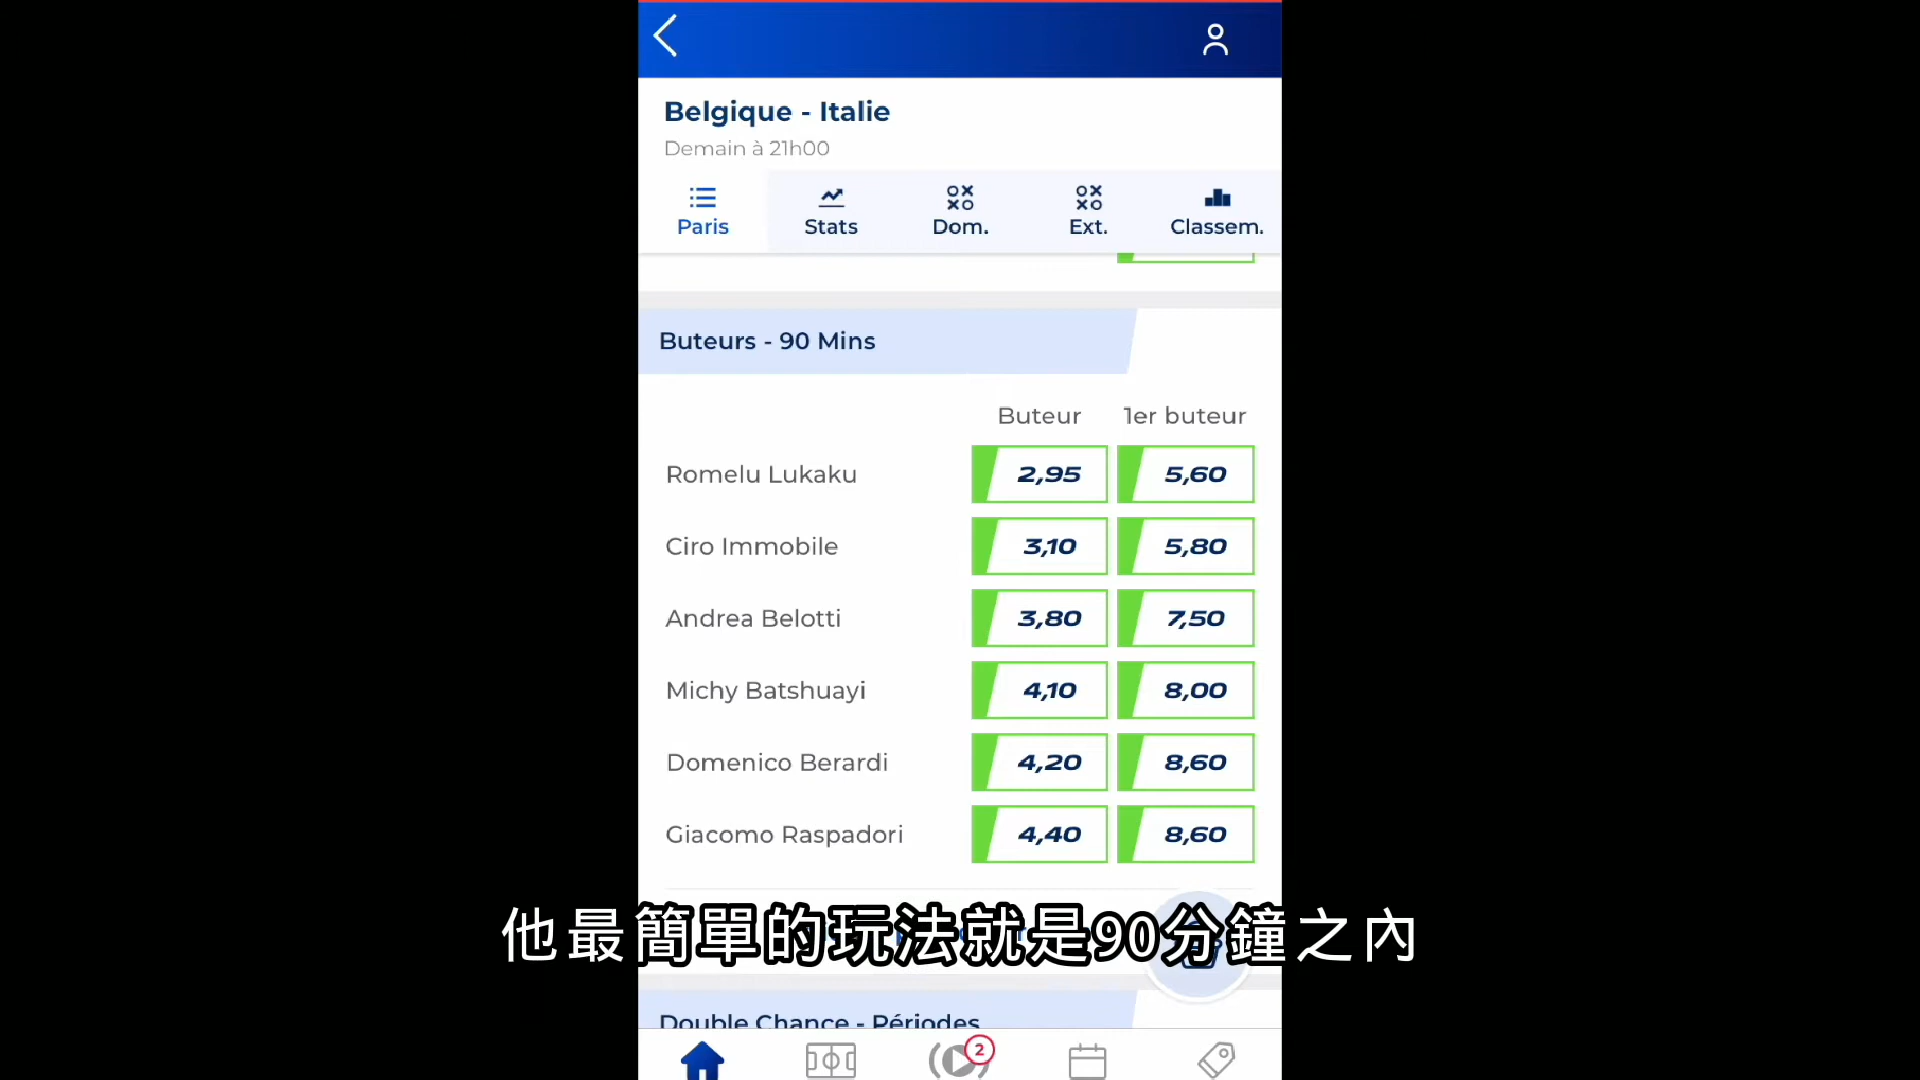 Belgique - Italie
Demain à 21h00
Paris Stats Dom. Ext. Classem.
Buteurs - 90 Mins
Buteur 1er buteur
Romelu Lukaku 2,95 5,60
Ciro Immobile 3,10 5,80
Andrea Belotti 3,80 7,50
Michy Batshuayi 4,10 8,00
Domenico Berardi 4,20 8,60
Giacomo Raspadori 4,40 8,60
他最簡單的玩法就是90分鐘之內
Double Chance - Périodes
2